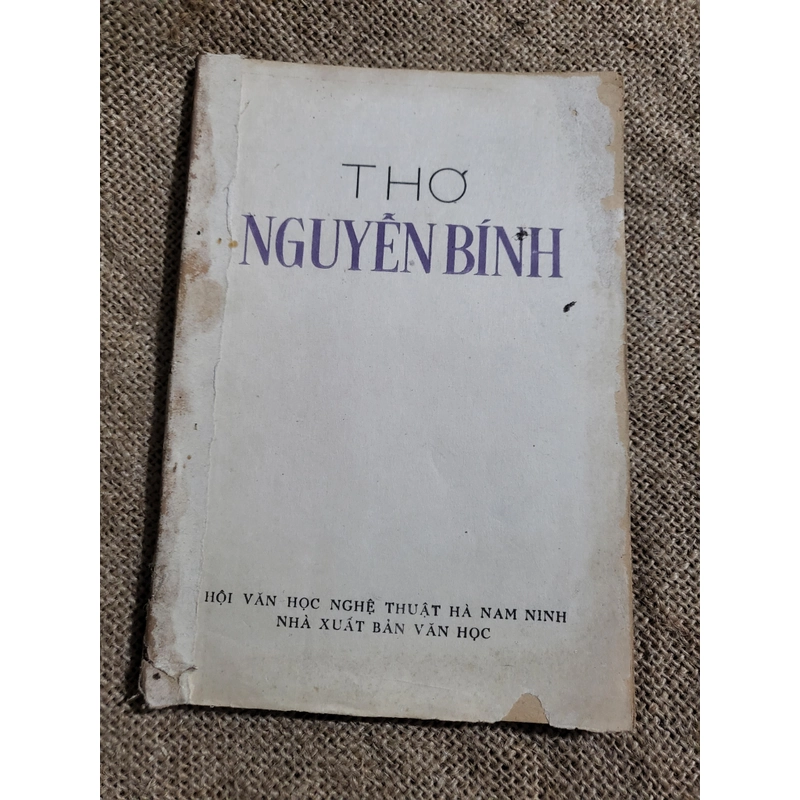 THƠ
NGUYỄN BÍNH
HỘI VĂN HỌC NGHỆ THUẬT HÀ NAM NINH
NHÀ XUẤT BẢN VĂN HỌC